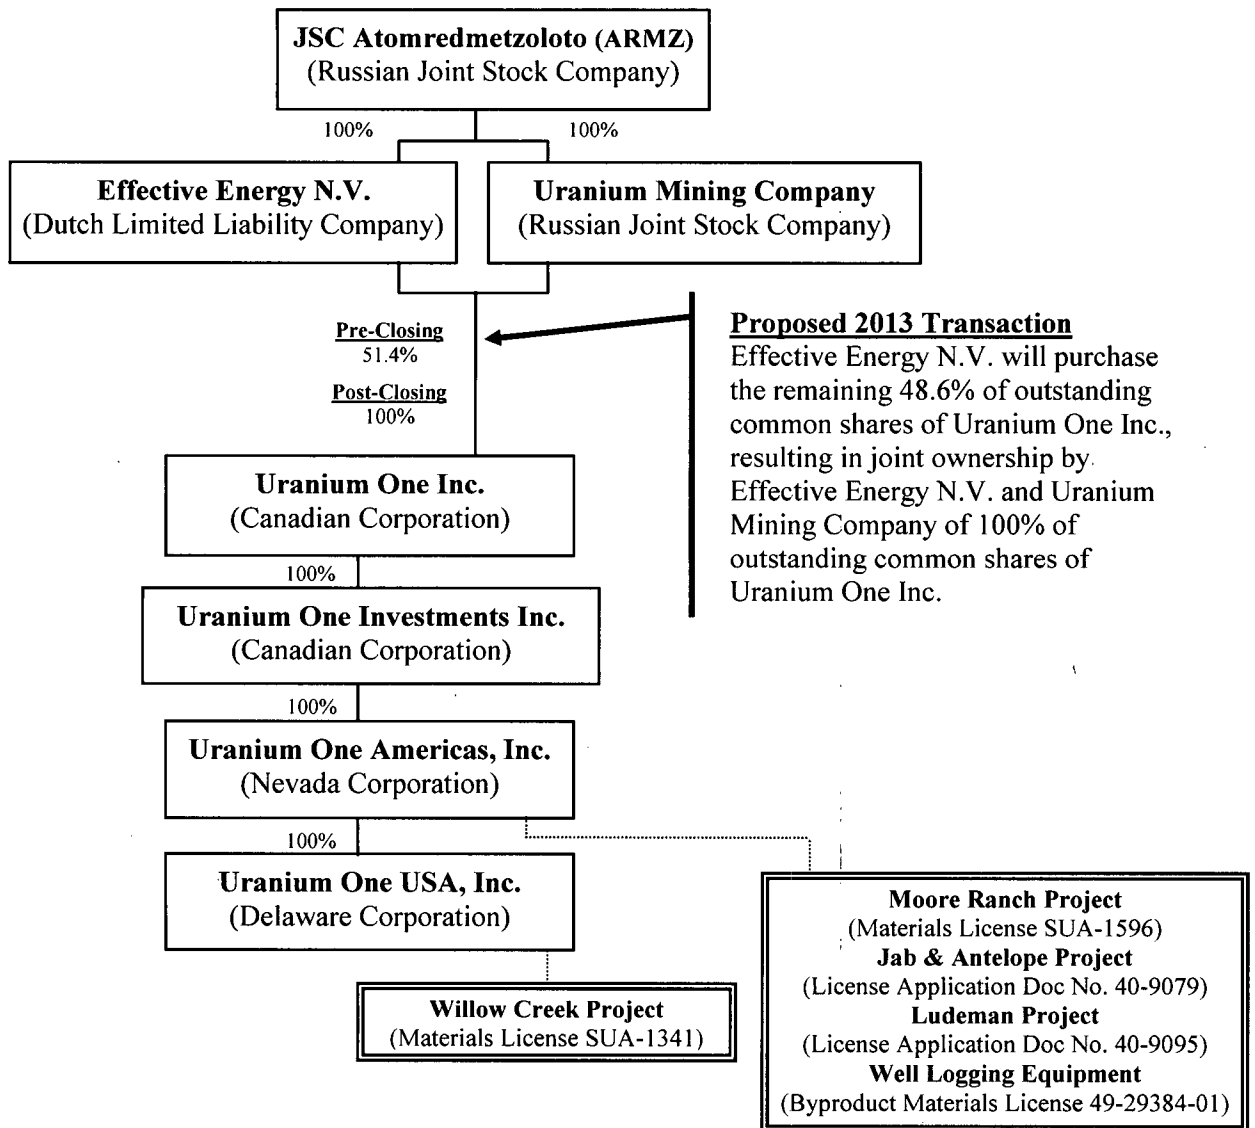 JSC Atomredmetzoloto (ARMZ)
(Russian Joint Stock Company)
100%
100%
Effective Energy N.V.
(Dutch Limited Liability Company)
Uranium Mining Company
(Russian Joint Stock Company)
Pre-Closing
51.4%
Post-Closing
100%
Proposed 2013 Transaction
Effective Energy N.V. will purchase
the remaining 48.6% of outstanding
common shares of Uranium One Inc.,
resulting in joint ownership by
Effective Energy N.V. and Uranium
Mining Company of 100% of
outstanding common shares of
Uranium One Inc.
Uranium One Inc.
(Canadian Corporation)
100%
Uranium One Investments Inc.
(Canadian Corporation)
100%
Uranium One Americas, Inc.
(Nevada Corporation)
100%
Uranium One USA, Inc.
(Delaware Corporation)
Willow Creek Project
(Materials License SUA-1341)
Moore Ranch Project
(Materials License SUA-1596)
Jab & Antelope Project
(License Application Doc No. 40-9079)
Ludeman Project
(License Application Doc No. 40-9095)
Well Logging Equipment
(Byproduct Materials License 49-29384-01)